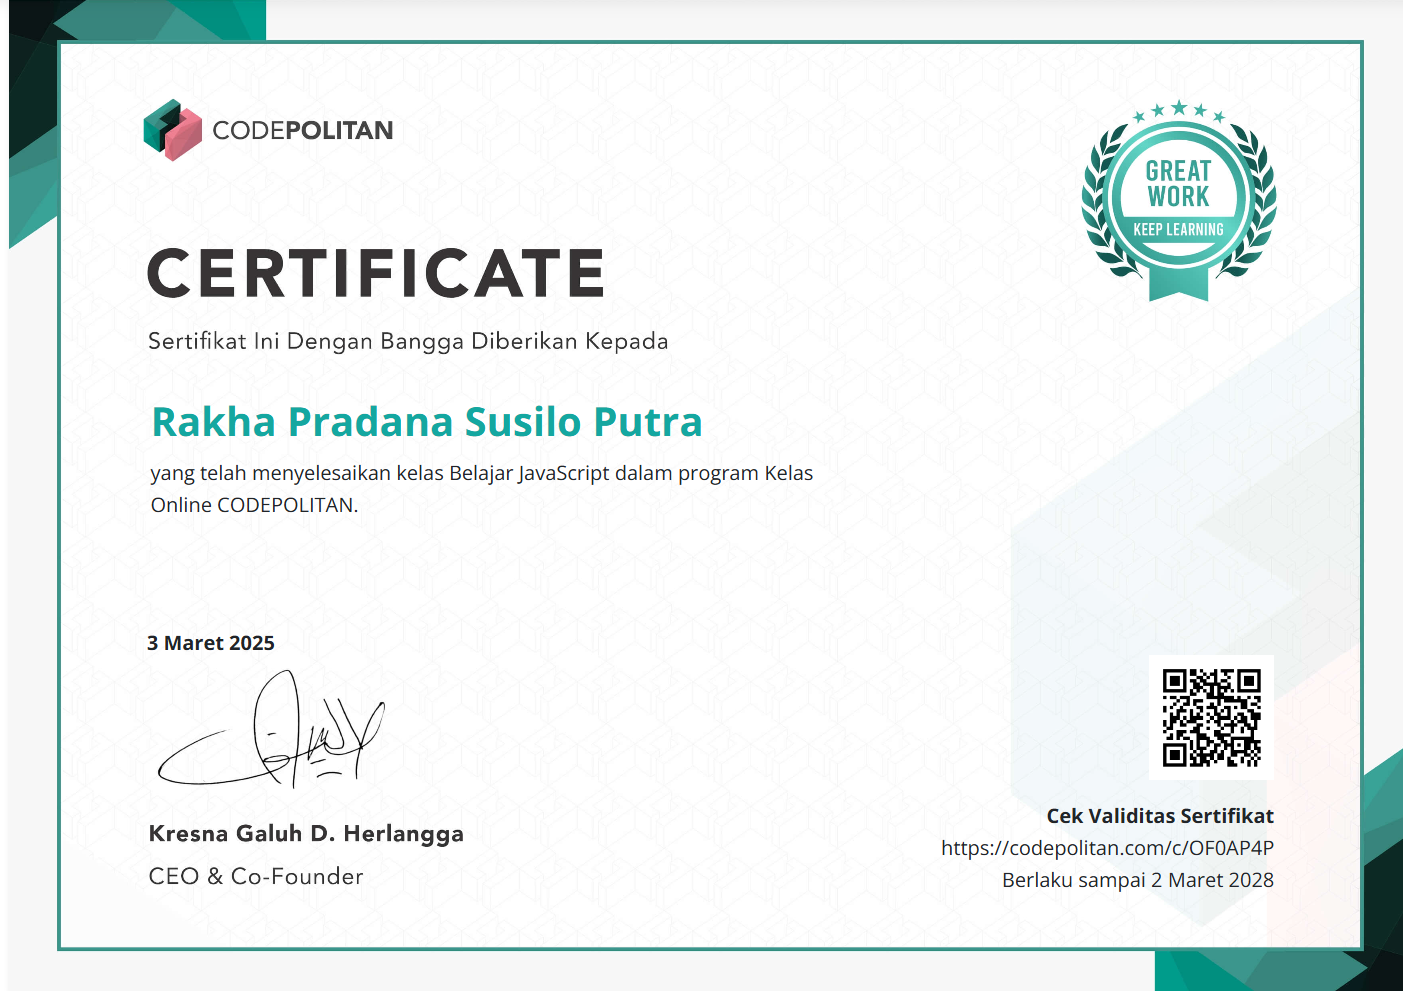 CODEPOLITAN
GREAT
WORK
KEEP LEARNING
CERTIFICATE
Sertifikat Ini Dengan Bangga Diberikan Kepada
Rakha Pradana Susilo Putra
yang telah menyelesaikan kelas Belajar JavaScript dalam program Kelas
Online CODEPOLITAN.
3 Maret 2025
Kresna Galuh D. Herlangga
CEO & Co-Founder
Cek Validitas Sertifikat
https://codepolitan.com/c/OF0AP4P
Berlaku sampai 2 Maret 2028